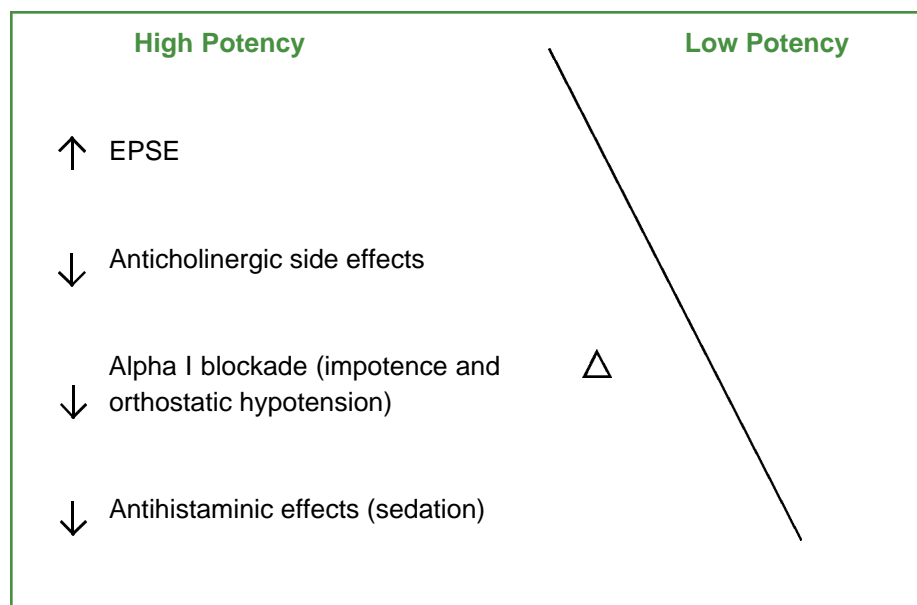 High Potency Low Potency
↑ EPSE
↓ Anticholinergic side effects
Alpha I blockade (impotence and △
↓ orthostatic hypotension)
↓ Antihistaminic effects (sedation)